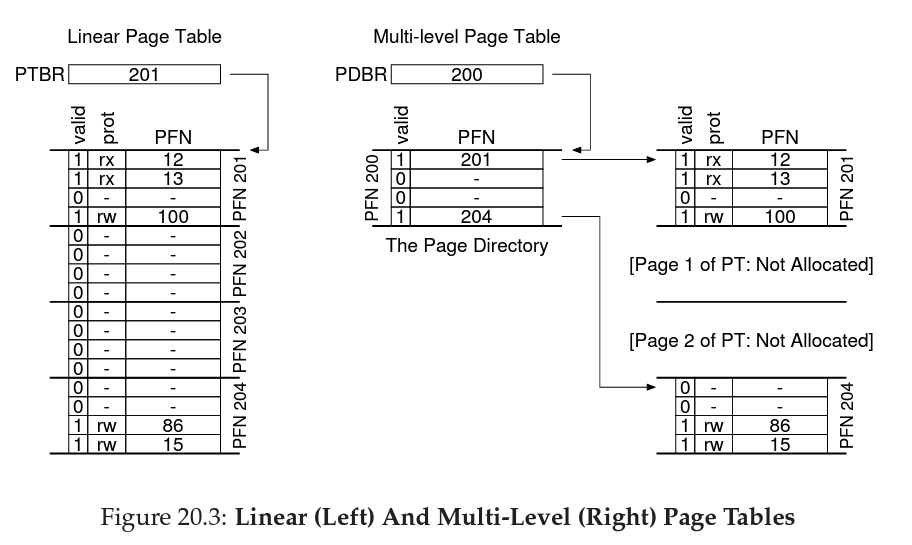 Linear Page Table
PTBR 201
valid prot PFN
1 rx 12
1 rx 13
0 - -
1 rw 100
PFN 201
0 - -
0 - -
0 - -
0 - -
PFN 202
0 - -
0 - -
0 - -
0 - -
PFN 203
0 - -
0 - -
1 rw 86
1 rw 15
PFN 204
Multi-level Page Table
PDBR 200
valid PFN
PFN 200
1 201
0 -
0 -
1 204
The Page Directory
valid prot PFN
1 rx 12
1 rx 13
0 - -
1 rw 100
PFN 201
[Page 1 of PT: Not Allocated]
[Page 2 of PT: Not Allocated]
0 - -
0 - -
1 rw 86
1 rw 15
PFN 204
Figure 20.3: Linear (Left) And Multi-Level (Right) Page Tables